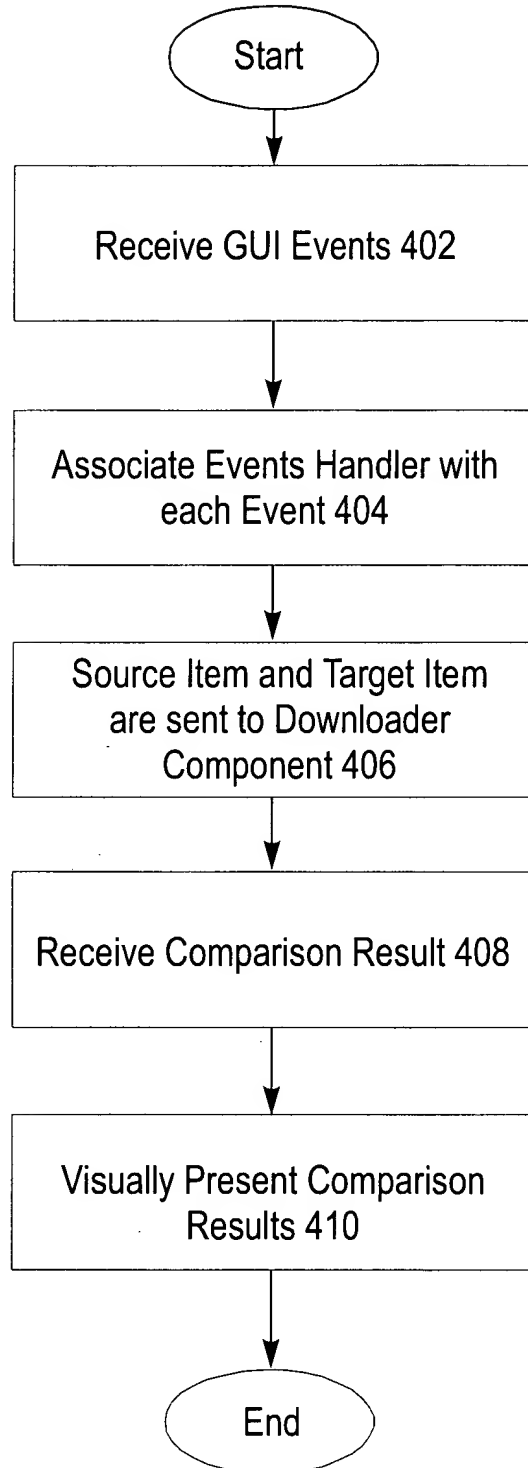 Start
Receive GUI Events 402
Associate Events Handler with
each Event 404
Source Item and Target Item
are sent to Downloader
Component 406
Receive Comparison Result 408
Visually Present Comparison
Results 410
End